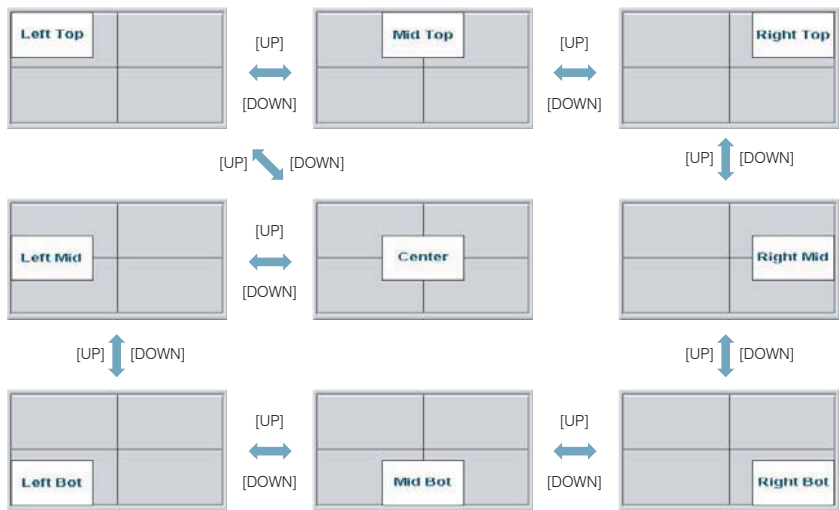 Left Top
[UP]
[DOWN]
Mid Top
[UP]
[DOWN]
Right Top
[UP] [DOWN]
[UP] [DOWN]
Left Mid
[UP]
[DOWN]
Center
Right Mid
[UP] [DOWN]
[UP] [DOWN]
Left Bot
[UP]
[DOWN]
Mid Bot
[UP]
[DOWN]
Right Bot